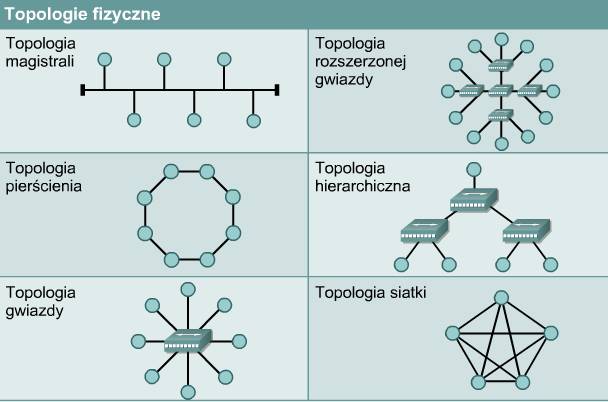 Topologie fizyczne
Topologia
magistrali
Topologia
rozszerzonej
gwiazdy
Topologia
pierścienia
Topologia
hierarchiczna
Topologia
gwiazdy
Topologia siatki